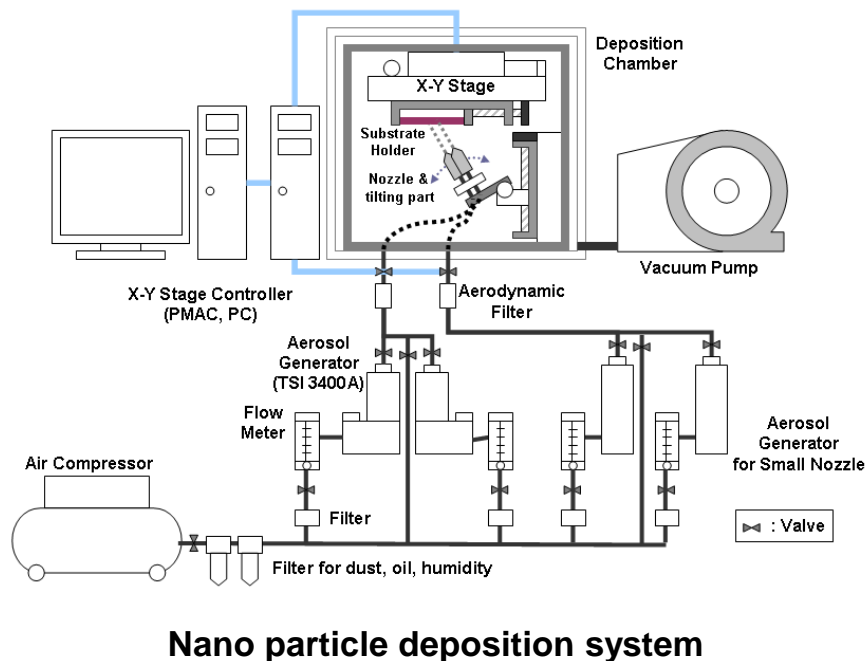 Deposition
Chamber
X-Y Stage
Substrate
Holder
Nozzle &
tilting part
Vacuum Pump
X-Y Stage Controller
(PMAC, PC)
Aerodynamic
Filter
Aerosol
Generator
(TSI 3400A)
Flow
Meter
Aerosol
Generator
for Small Nozzle
Air Compressor
Filter
: Valve
Filter for dust, oil, humidity
Nano particle deposition system